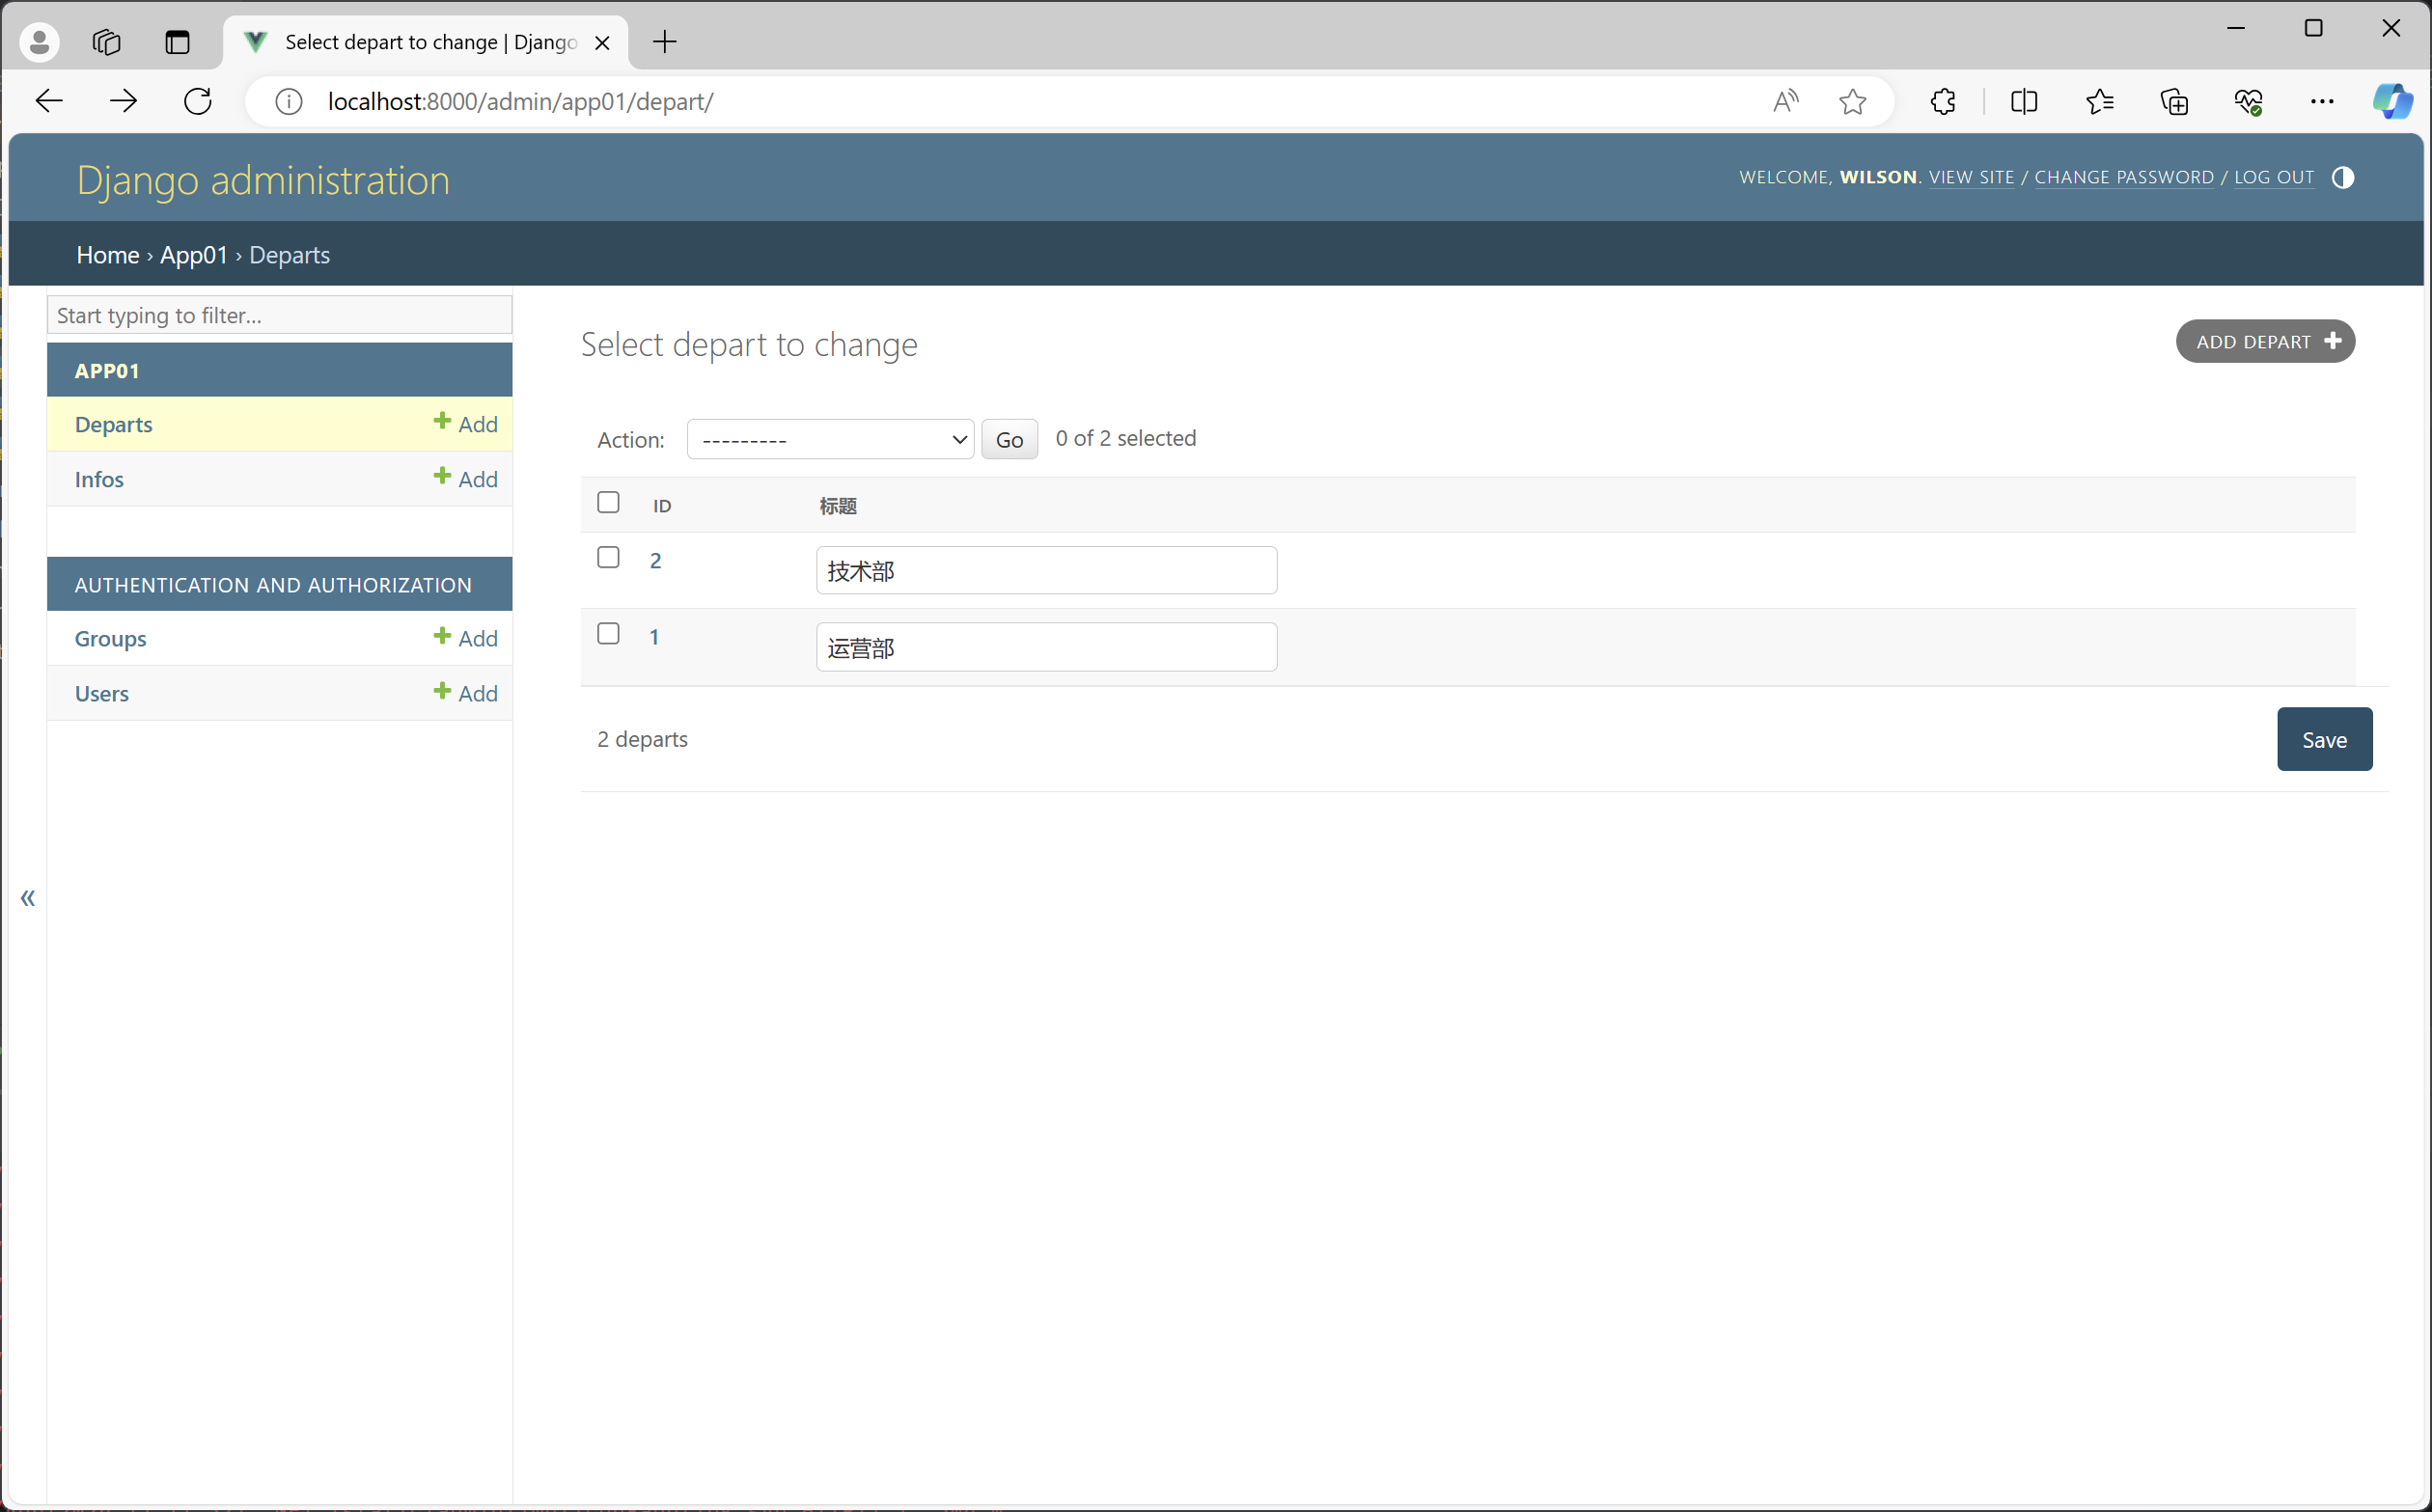 Select depart to change | Django
localhost:8000/admin/app01/depart/
Django administration
WELCOME, WILSON. VIEW SITE / CHANGE PASSWORD / LOG OUT
Home › App01 › Departs
Start typing to filter...
APP01
Departs
Add
Infos
Add
AUTHENTICATION AND AUTHORIZATION
Groups
Add
Users
Add
«
Select depart to change
ADD DEPART
Action:
---------
Go
0 of 2 selected
ID
标题
2
技术部
1
运营部
2 departs
Save